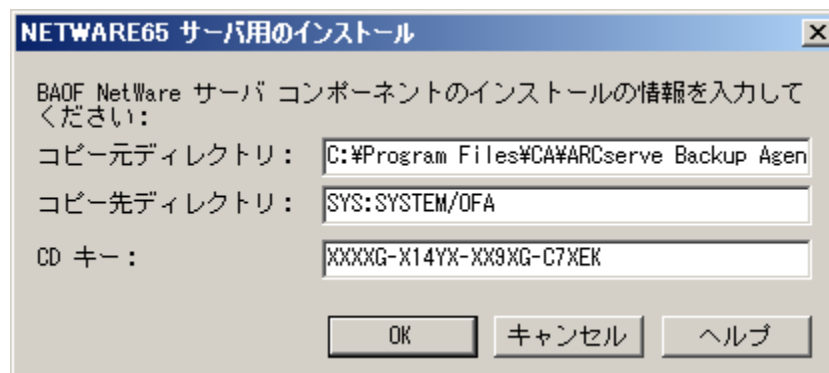 NETWARE65 サーバ用のインストール
BAOF NetWare サーバ コンポーネントのインストールの情報を入力して
ください:
コピー元ディレクトリ: C:¥Program Files¥CA¥ARCserve Backup Agen
コピー先ディレクトリ: SYS:SYSTEM/OFA
CD キー: XXXXG-X14YX-XX9XG-C7XEK
OK キャンセル ヘルプ